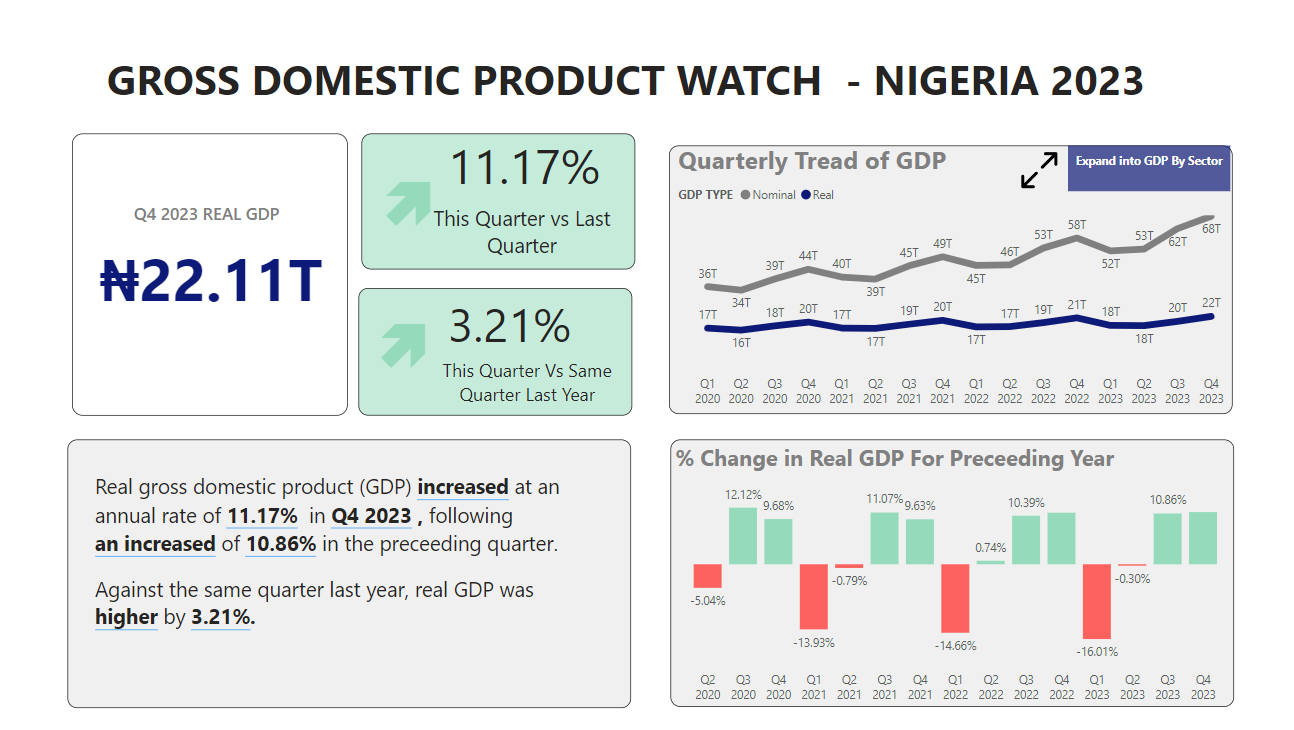 GROSS DOMESTIC PRODUCT WATCH - NIGERIA 2023
Q4 2023 REAL GDP
₦22.11T
11.17%
This Quarter vs Last
Quarter
3.21%
This Quarter Vs Same
Quarter Last Year
Quarterly Tread of GDP
Expand into GDP By Sector
GDP TYPE Nominal Real
36T 34T 39T 44T 40T 39T 45T 49T 45T 46T 53T 58T 52T 53T 62T 68T
17T 16T 18T 20T 17T 17T 19T 20T 17T 17T 19T 21T 18T 18T 20T 22T
Q1 Q2 Q3 Q4 Q1 Q2 Q3 Q4 Q1 Q2 Q3 Q4 Q1 Q2 Q3 Q4
2020 2020 2020 2020 2021 2021 2021 2021 2022 2022 2022 2022 2023 2023 2023 2023
Real gross domestic product (GDP) increased at an
annual rate of 11.17% in Q4 2023 , following
an increased of 10.86% in the preceeding quarter.
Against the same quarter last year, real GDP was
higher by 3.21%.
% Change in Real GDP For Preceeding Year
-5.04% 12.12% 9.68% -13.93% -0.79% 11.07% 9.63% -14.66% 0.74% 10.39% -16.01% -0.30% 10.86%
Q2 Q3 Q4 Q1 Q2 Q3 Q4 Q1 Q2 Q3 Q4 Q1 Q2 Q3 Q4
2020 2020 2020 2021 2021 2021 2021 2022 2022 2022 2022 2023 2023 2023 2023